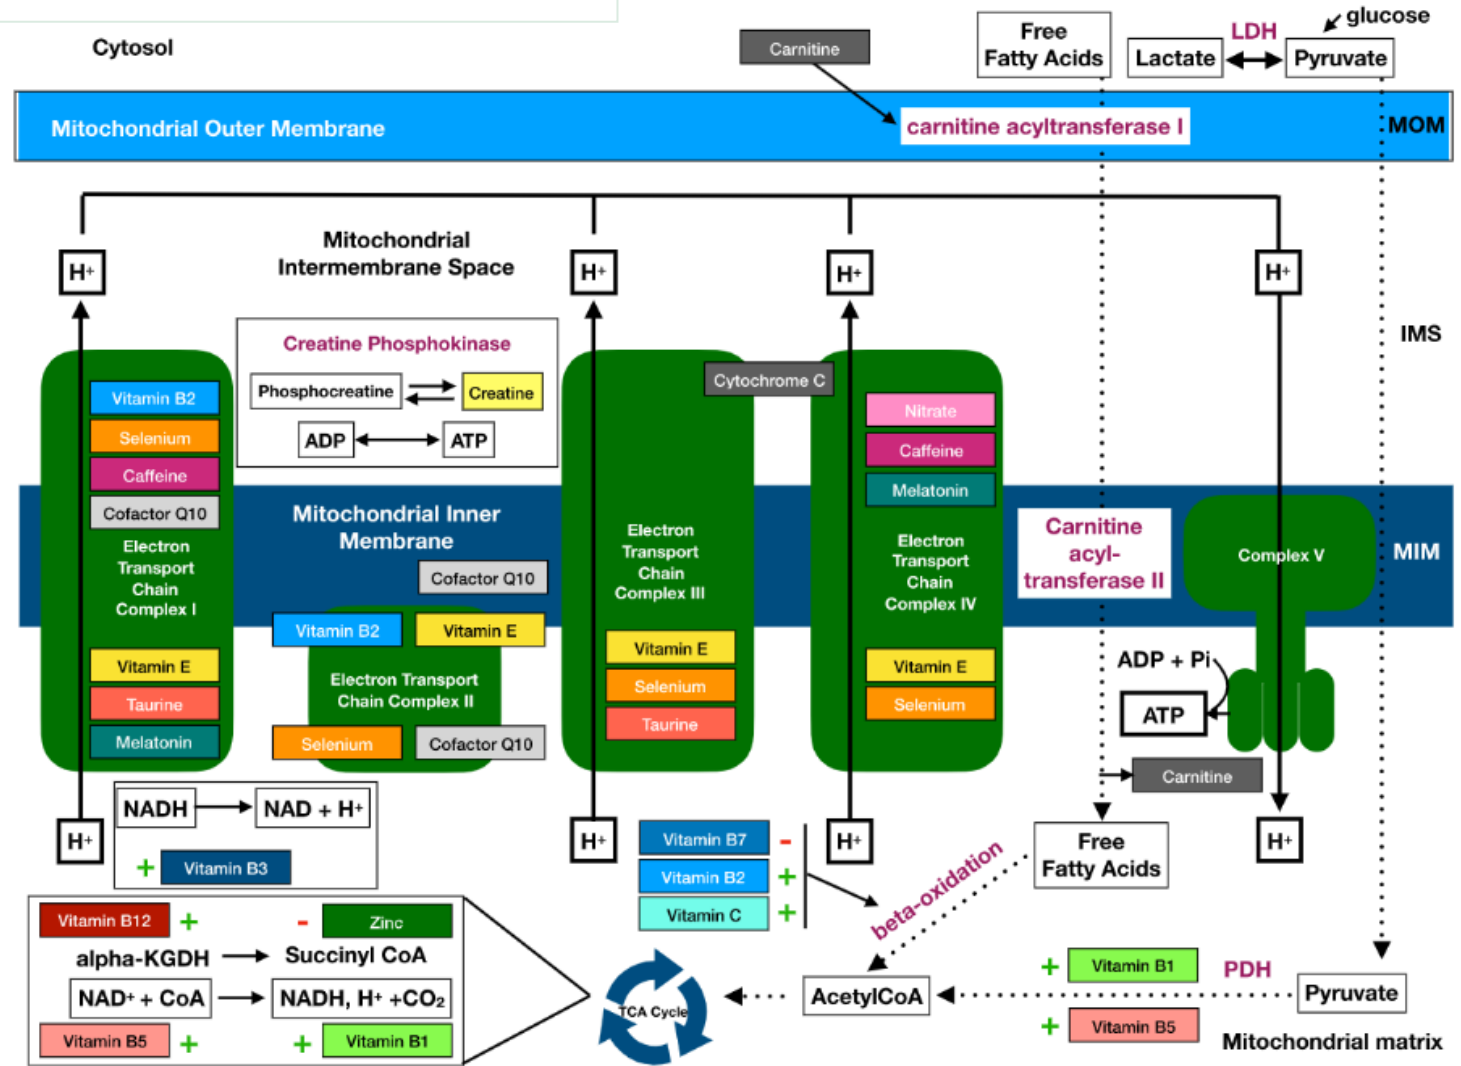 Cytosol
Carnitine
Free
Fatty Acids
Lactate
LDH
Pyruvate
glucose
Mitochondrial Outer Membrane
carnitine acyltransferase I
MOM
Mitochondrial
Intermembrane Space
H+
H+
H+
H+
IMS
Creatine Phosphokinase
Phosphocreatine
Creatine
ADP
ATP
Vitamin B2
Selenium
Caffeine
Cofactor Q10
Electron
Transport
Chain
Complex I
Vitamin E
Taurine
Melatonin
Mitochondrial Inner
Membrane
Cofactor Q10
Vitamin B2
Vitamin E
Electron Transport
Chain Complex II
Selenium
Cofactor Q10
Cytochrome C
Electron
Transport
Chain
Complex III
Vitamin E
Selenium
Taurine
Nitrate
Caffeine
Melatonin
Electron
Transport
Chain
Complex IV
Vitamin E
Selenium
Carnitine
acyl-
transferase II
Complex V
MIM
ADP + Pi
ATP
Carnitine
H+
H+
H+
H+
NADH
NAD + H+
+ Vitamin B3
Vitamin B7 -
Vitamin B2 +
Vitamin C +
beta-oxidation
Free
Fatty Acids
Vitamin B12 +
- Zinc
alpha-KGDH
Succinyl CoA
NAD+ + CoA
NADH, H+ +CO2
Vitamin B5 +
+ Vitamin B1
TCA Cycle
AcetylCoA
+ Vitamin B1
PDH
+ Vitamin B5
Pyruvate
Mitochondrial matrix